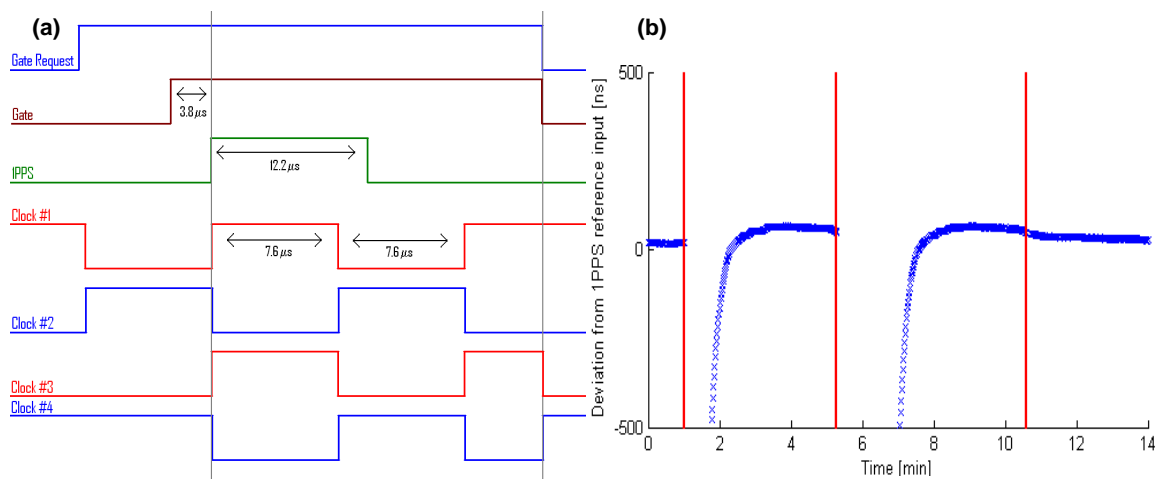 (a)
Gate Request
Gate
3.8µs
1PPS
12.2µs
Clock #1
7.6µs
7.6µs
Clock #2
Clock #3
Clock #4
(b)
Deviation from 1PPS reference input [ns]
500
0
-500
0 2 4 6 8 10 12 14
Time [min]